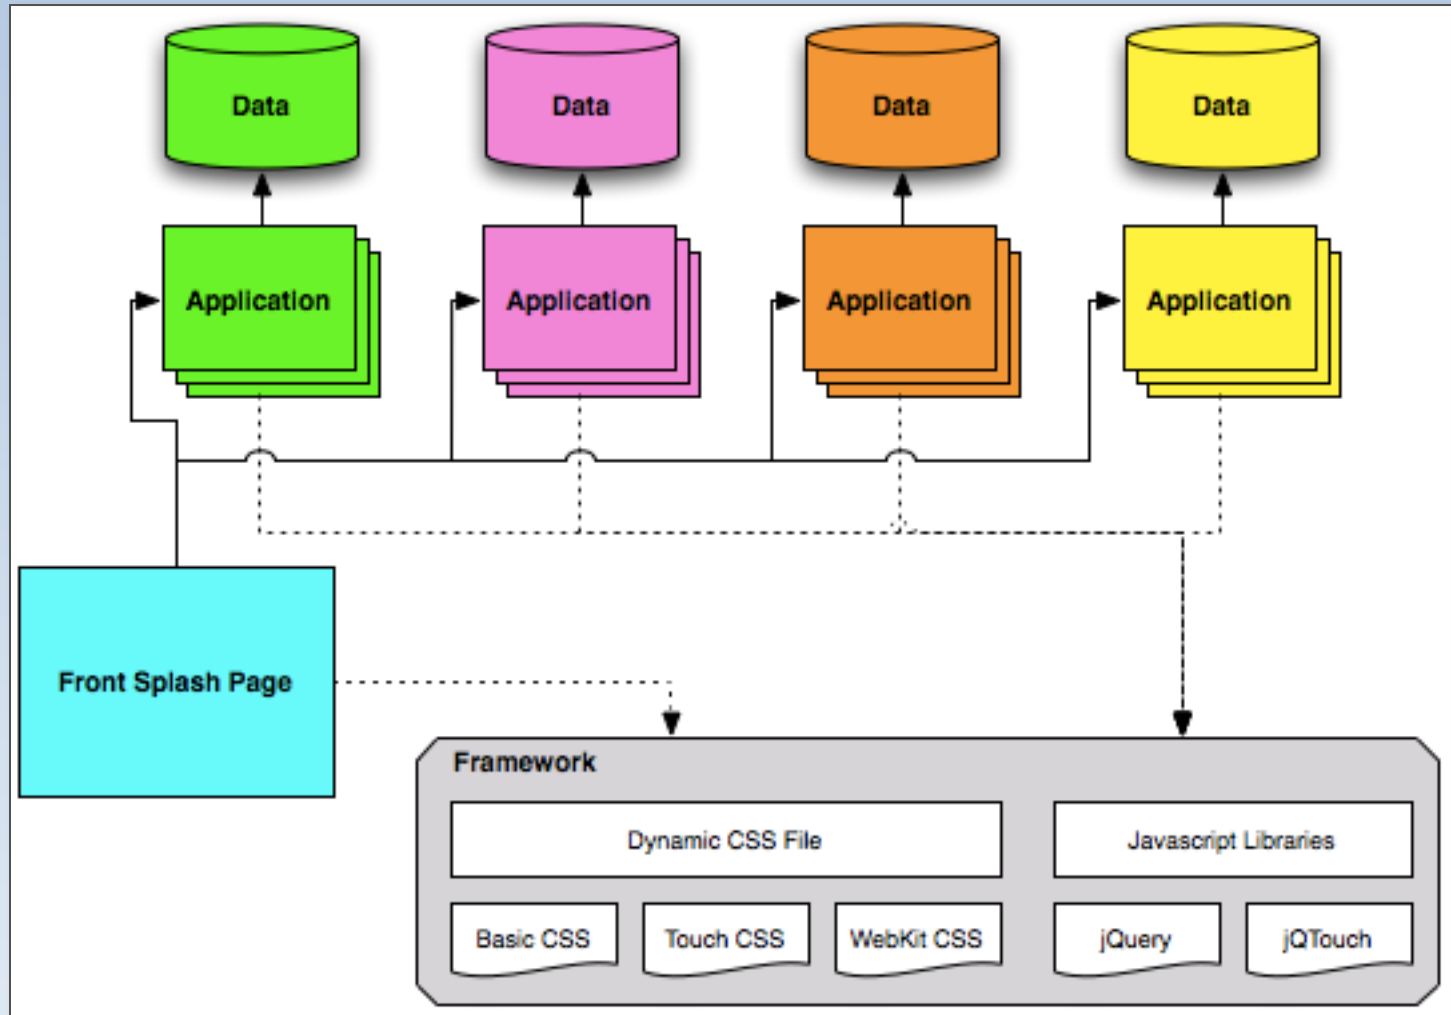 Data
Data
Data
Data
Application
Application
Application
Application
Front Splash Page
Framework
Dynamic CSS File
Javascript Libraries
Basic CSS
Touch CSS
WebKit CSS
jQuery
jQTouch